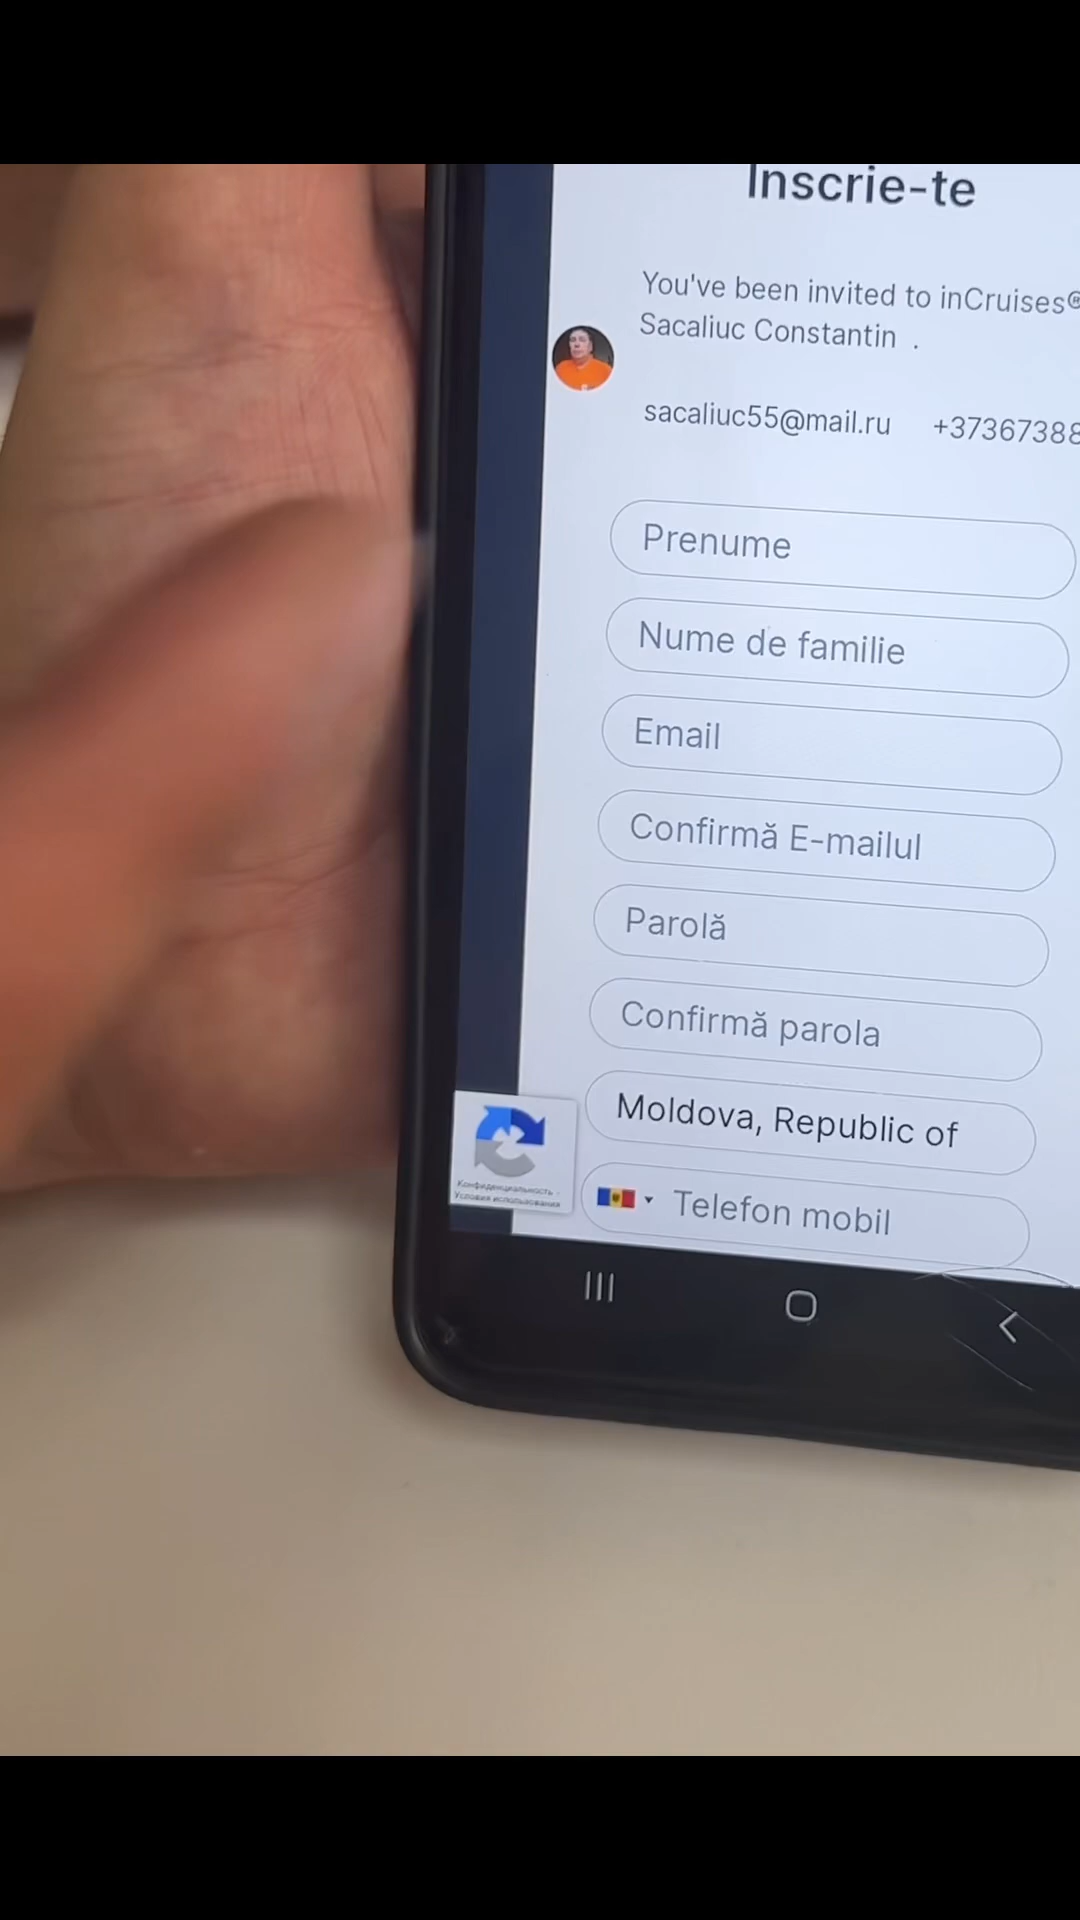 Inscrie-te
You've been invited to inCruises®
Sacaliuc Constantin .
sacaliuc55@mail.ru +37367388
Prenume
Nume de familie
Email
Confirmă E-mailul
Parolă
Confirmă parola
Moldova, Republic of
Конфиденциальность -
Условия использования
Telefon mobil